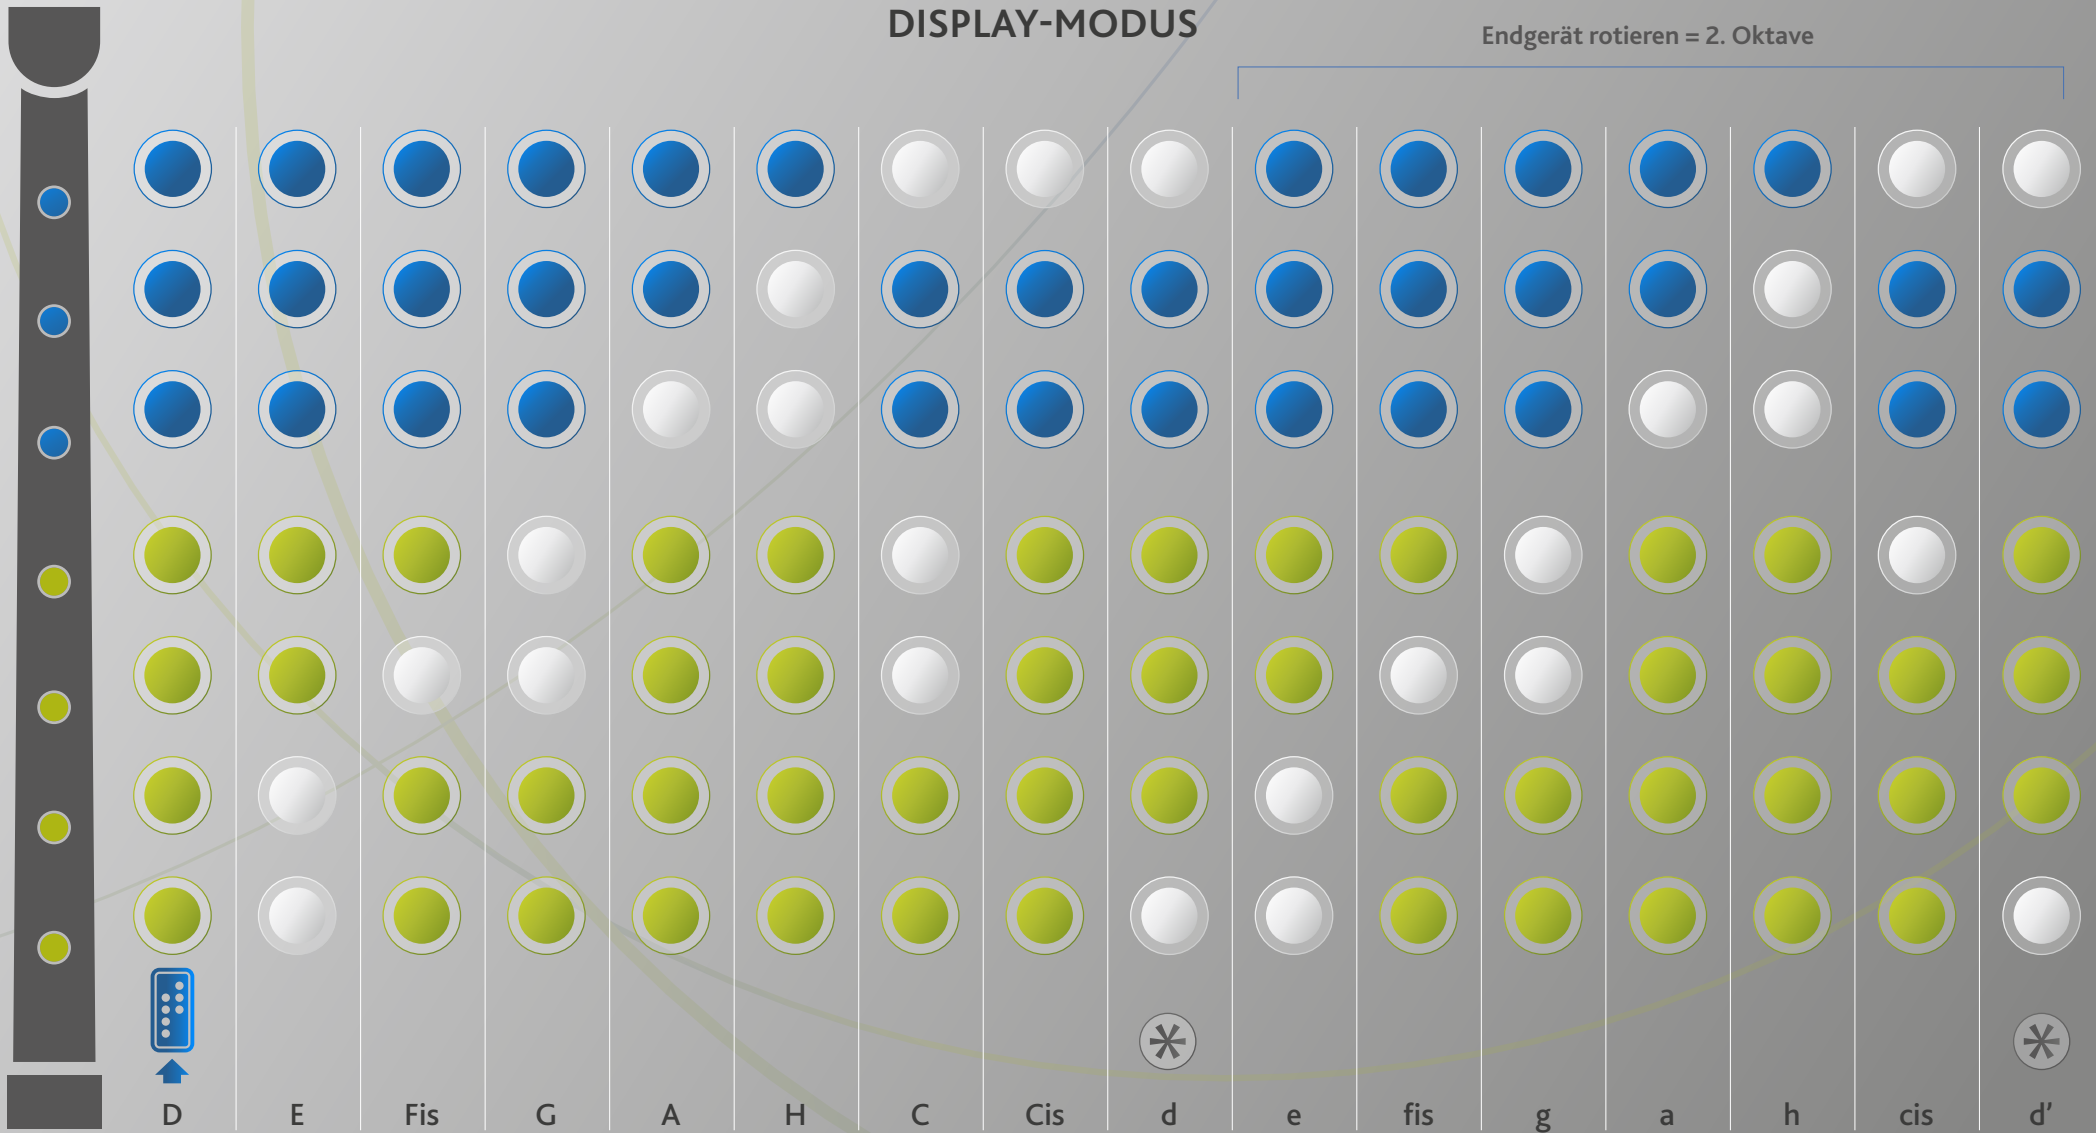 DISPLAY-MODUS
Endgerät rotieren = 2. Oktave
D E Fis G A H C Cis d e fis g a h cis d’